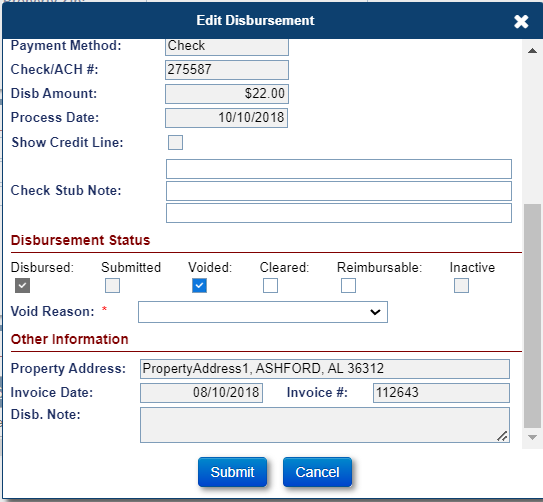 Edit Disbursement
Payment Method: Check
Check/ACH #: 275587
Disb Amount: $22.00
Process Date: 10/10/2018
Show Credit Line:
Check Stub Note:
Disbursement Status
Disbursed: Submitted Voided: Cleared: Reimbursable: Inactive
Void Reason: *
Other Information
Property Address: PropertyAddress1, ASHFORD, AL 36312
Invoice Date: 08/10/2018 Invoice #: 112643
Disb. Note:
Submit Cancel